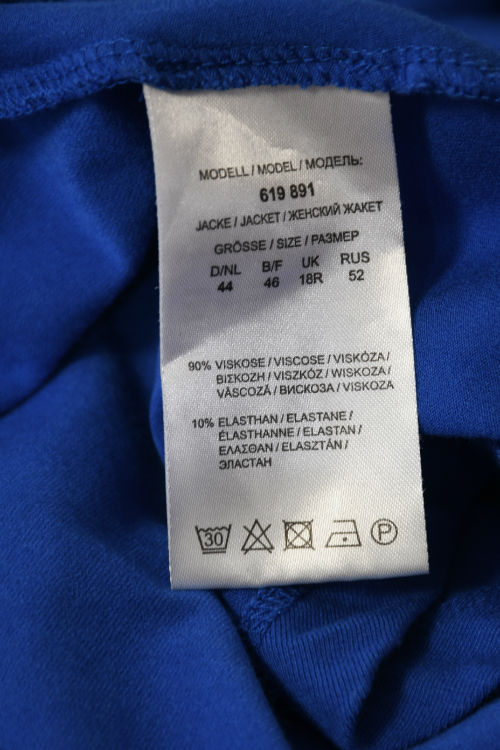 MODELL / MODEL / МОДЕЛЬ:
619 891
JACKE / JACKET / ЖЕНСКИЙ ЖАКЕТ
GRÖSSE / SIZE / РАЗМЕР
D/NL B/F UK RUS
44 46 18R 52
90% VISKOSE / VISCOSE / VISKÓZA /
ΒΙΣΚΟΖΗ / VISZKÓZ / WISKOZA /
VÂSCOZĂ / ВИСКОЗА / VISKOZA
10% ELASTHAN / ELASTANE /
ÉLASTHANNE / ELASTAN /
ΕΛΑΣΘΑΝ / ELASZTÁN /
ЭЛАСТАН
30 P